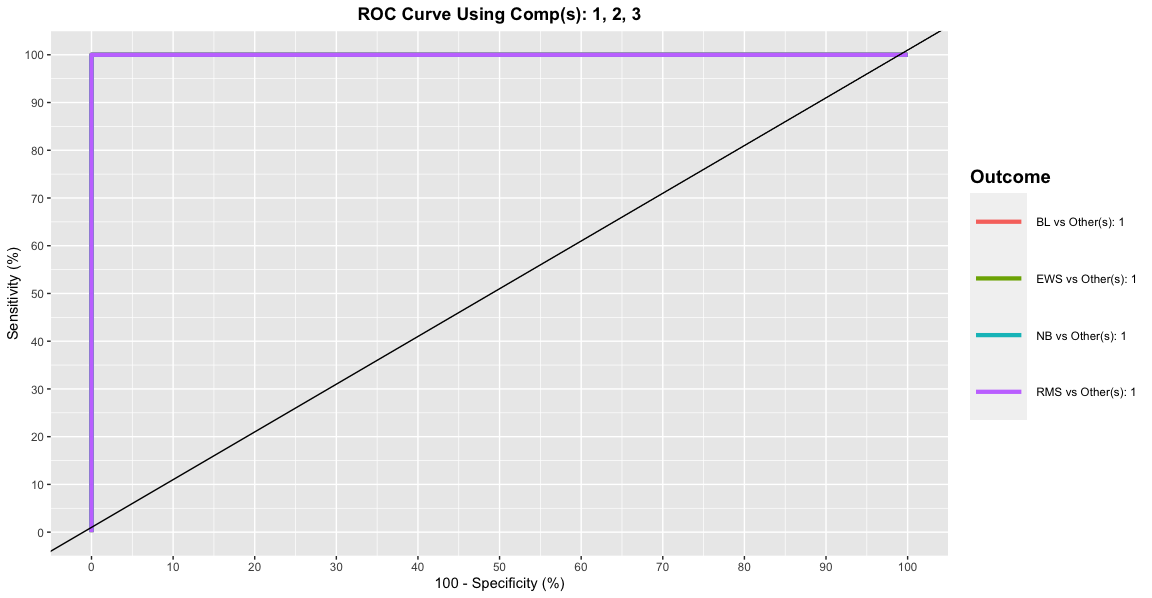 ROC Curve Using Comp(s): 1, 2, 3
Sensitivity (%)
100
90
80
70
60
50
40
30
20
10
0
0 10 20 30 40 50 60 70 80 90 100
100 - Specificity (%)
Outcome
BL vs Other(s): 1
EWS vs Other(s): 1
NB vs Other(s): 1
RMS vs Other(s): 1